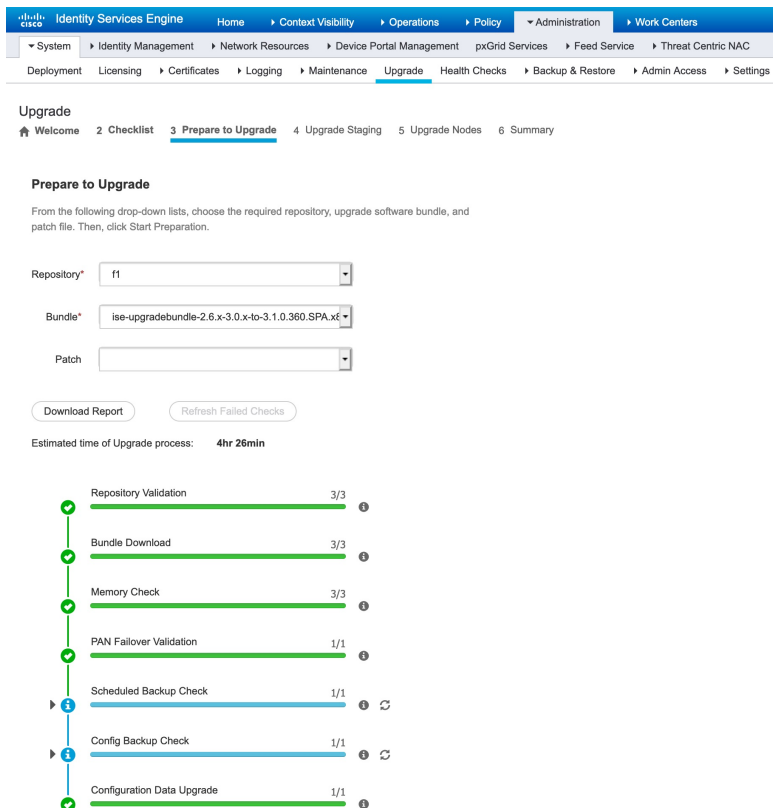 cisco Identity Services Engine Home Context Visibility Operations Policy Administration Work Centers
System Identity Management Network Resources Device Portal Management pxGrid Services Feed Service Threat Centric NAC
Deployment Licensing Certificates Logging Maintenance Upgrade Health Checks Backup & Restore Admin Access Settings
Upgrade
Welcome 2 Checklist 3 Prepare to Upgrade 4 Upgrade Staging 5 Upgrade Nodes 6 Summary
Prepare to Upgrade
From the following drop-down lists, choose the required repository, upgrade software bundle, and
patch file. Then, click Start Preparation.
Repository* f1
Bundle* ise-upgradebundle-2.6.x-3.0.x-to-3.1.0.360.SPA.x8
Patch
Download Report Refresh Failed Checks
Estimated time of Upgrade process: 4hr 26min
Repository Validation 3/3
Bundle Download 3/3
Memory Check 3/3
PAN Failover Validation 1/1
Scheduled Backup Check 1/1
Config Backup Check 1/1
Configuration Data Upgrade 1/1